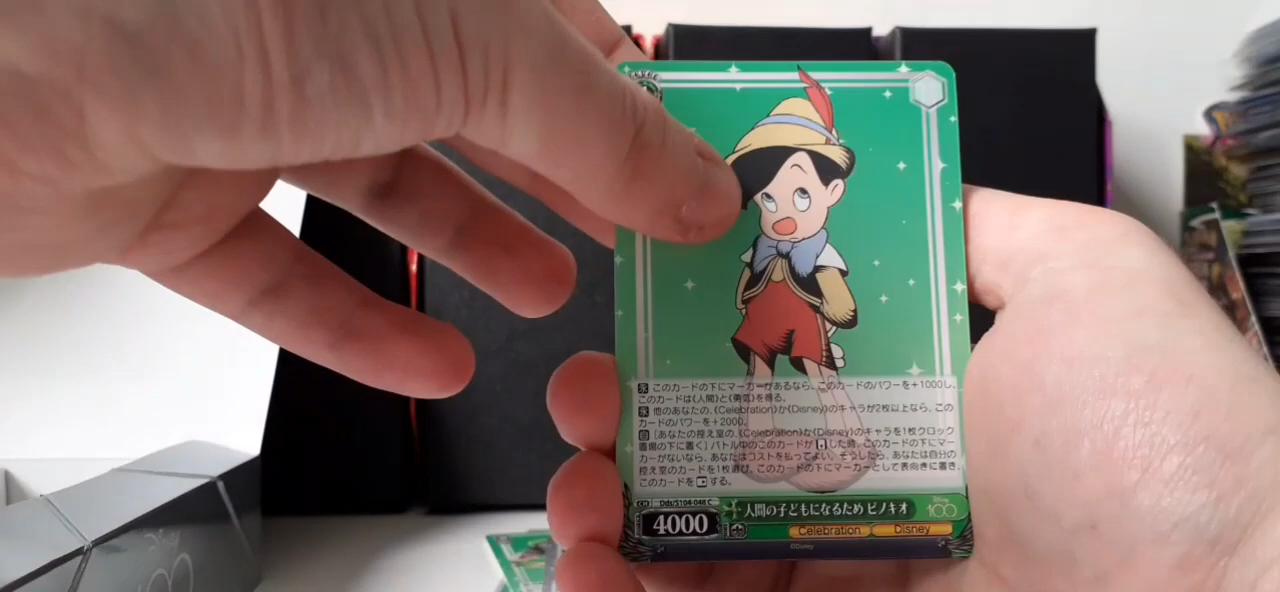 永 このカードの下にマーカーがあるなら、このカードのパワーを+1000し、
このカードは《人間》と《勇気》を得る。
永 他のあなたの、《Celebration》か《Disney》のキャラが2枚以上なら、この
カードのパワーを+2000。
自 [あなたの控え室の、《Celebration》か《Disney》のキャラを1枚クロック
置場の下に置く] バトル中のこのカードが した時、このカードの下にマー
カーがないなら、あなたはコストを払ってよい。そうしたら、あなたは自分の
控え室のカードを1枚選び、このカードの下にマーカーとして表向きに置き、
このカードを する。
Dds/S104-048 C
人間の子どもになるため ピノキオ
Disney
100
4000
Celebration
Disney
©Disney